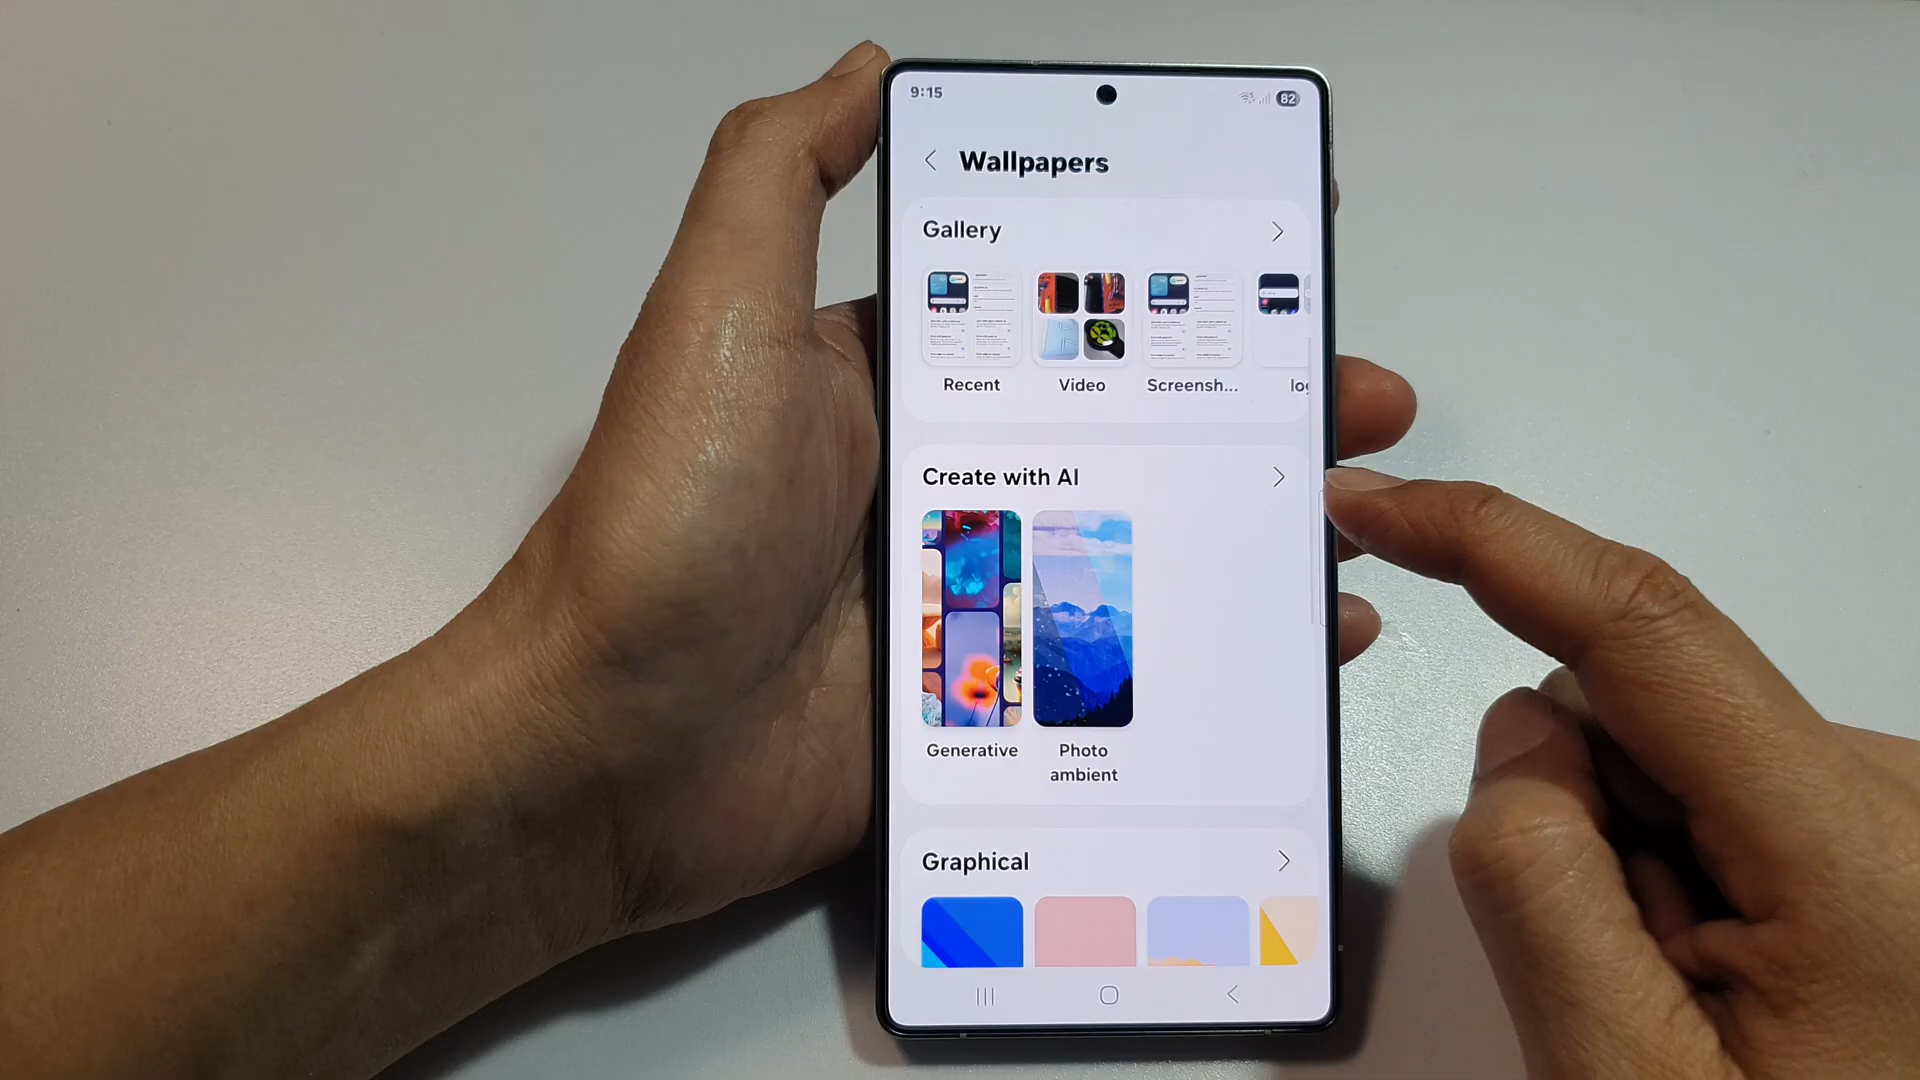 9:15
82
Wallpapers
Gallery
Recent
Video
Screensh...
Create with AI
Generative
Photo
ambient
Graphical